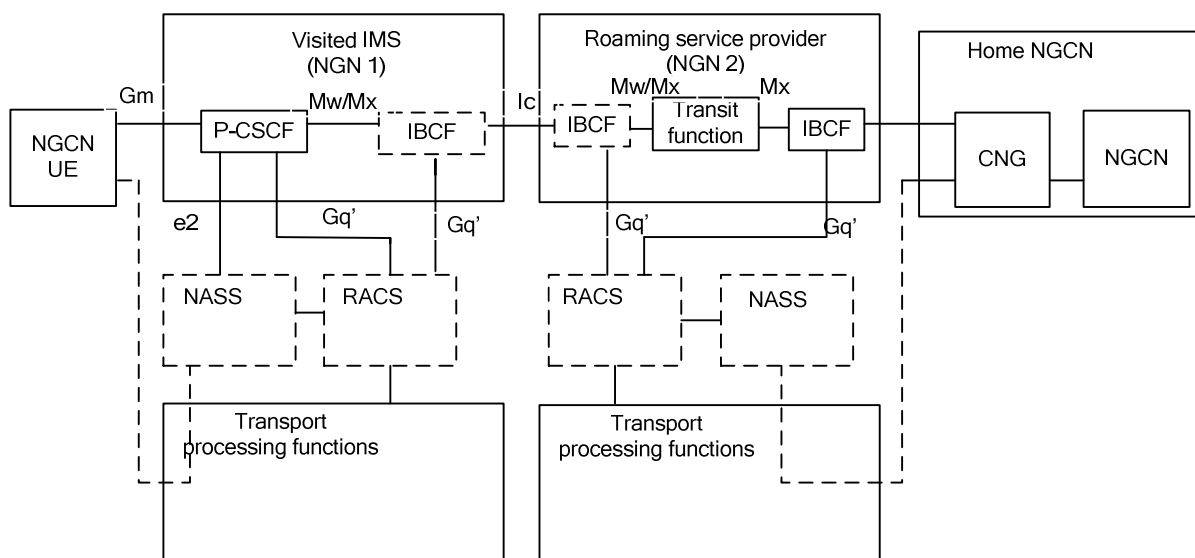 Visited IMS
(NGN 1)
Roaming service provider
(NGN 2)
Home NGCN
Gm
Mw/Mx
Ic
Mw/Mx
Mx
NGCN
UE
P-CSCF
IBCF
IBCF
Transit
function
IBCF
CNG
NGCN
e2
Gq’
Gq’
Gq’
Gq’
NASS
RACS
RACS
NASS
Transport
processing functions
Transport
processing functions